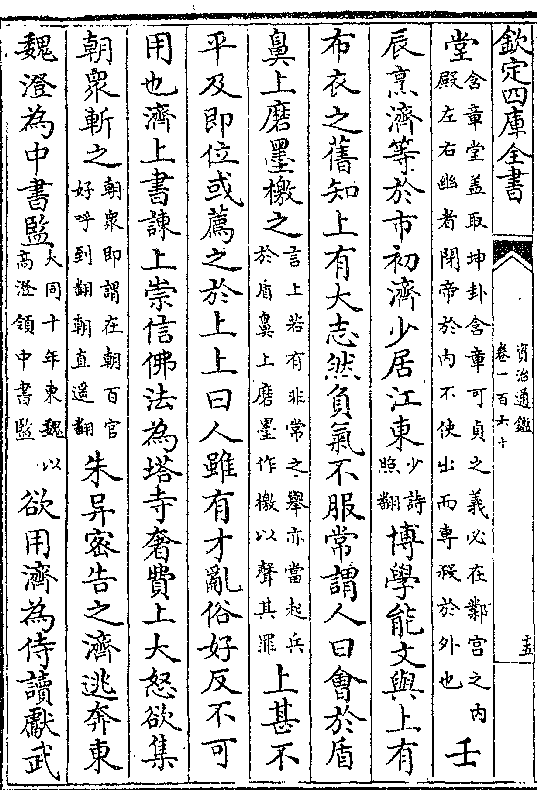 欽定四庫全書
資治通鑑
卷一百六十
十五
堂含章堂盖取坤卦含章可貞之義必在鄴宫之内殿左右幽者閉帝於内不使出而專殺於外也壬
辰烹濟等於市初濟少居江東少詩照翻博學能文與上有
布衣之舊知上有大志然負氣不服常謂人曰會於盾
鼻上磨墨檄之言上若有非常之舉亦當起兵於盾鼻上磨墨作檄以聲其罪上甚不
平及即位或薦之於上上曰人雖有才亂俗好反不可
用也濟上書諫上崇信佛法為塔寺奢費上大怒欲集
朝衆斬之朝衆即謂在朝百官好呼到翻朝直遥翻朱异密告之濟逃奔東
魏澄為中書監大同十年東魏以高澄領中書監欲用濟為侍讀獻武